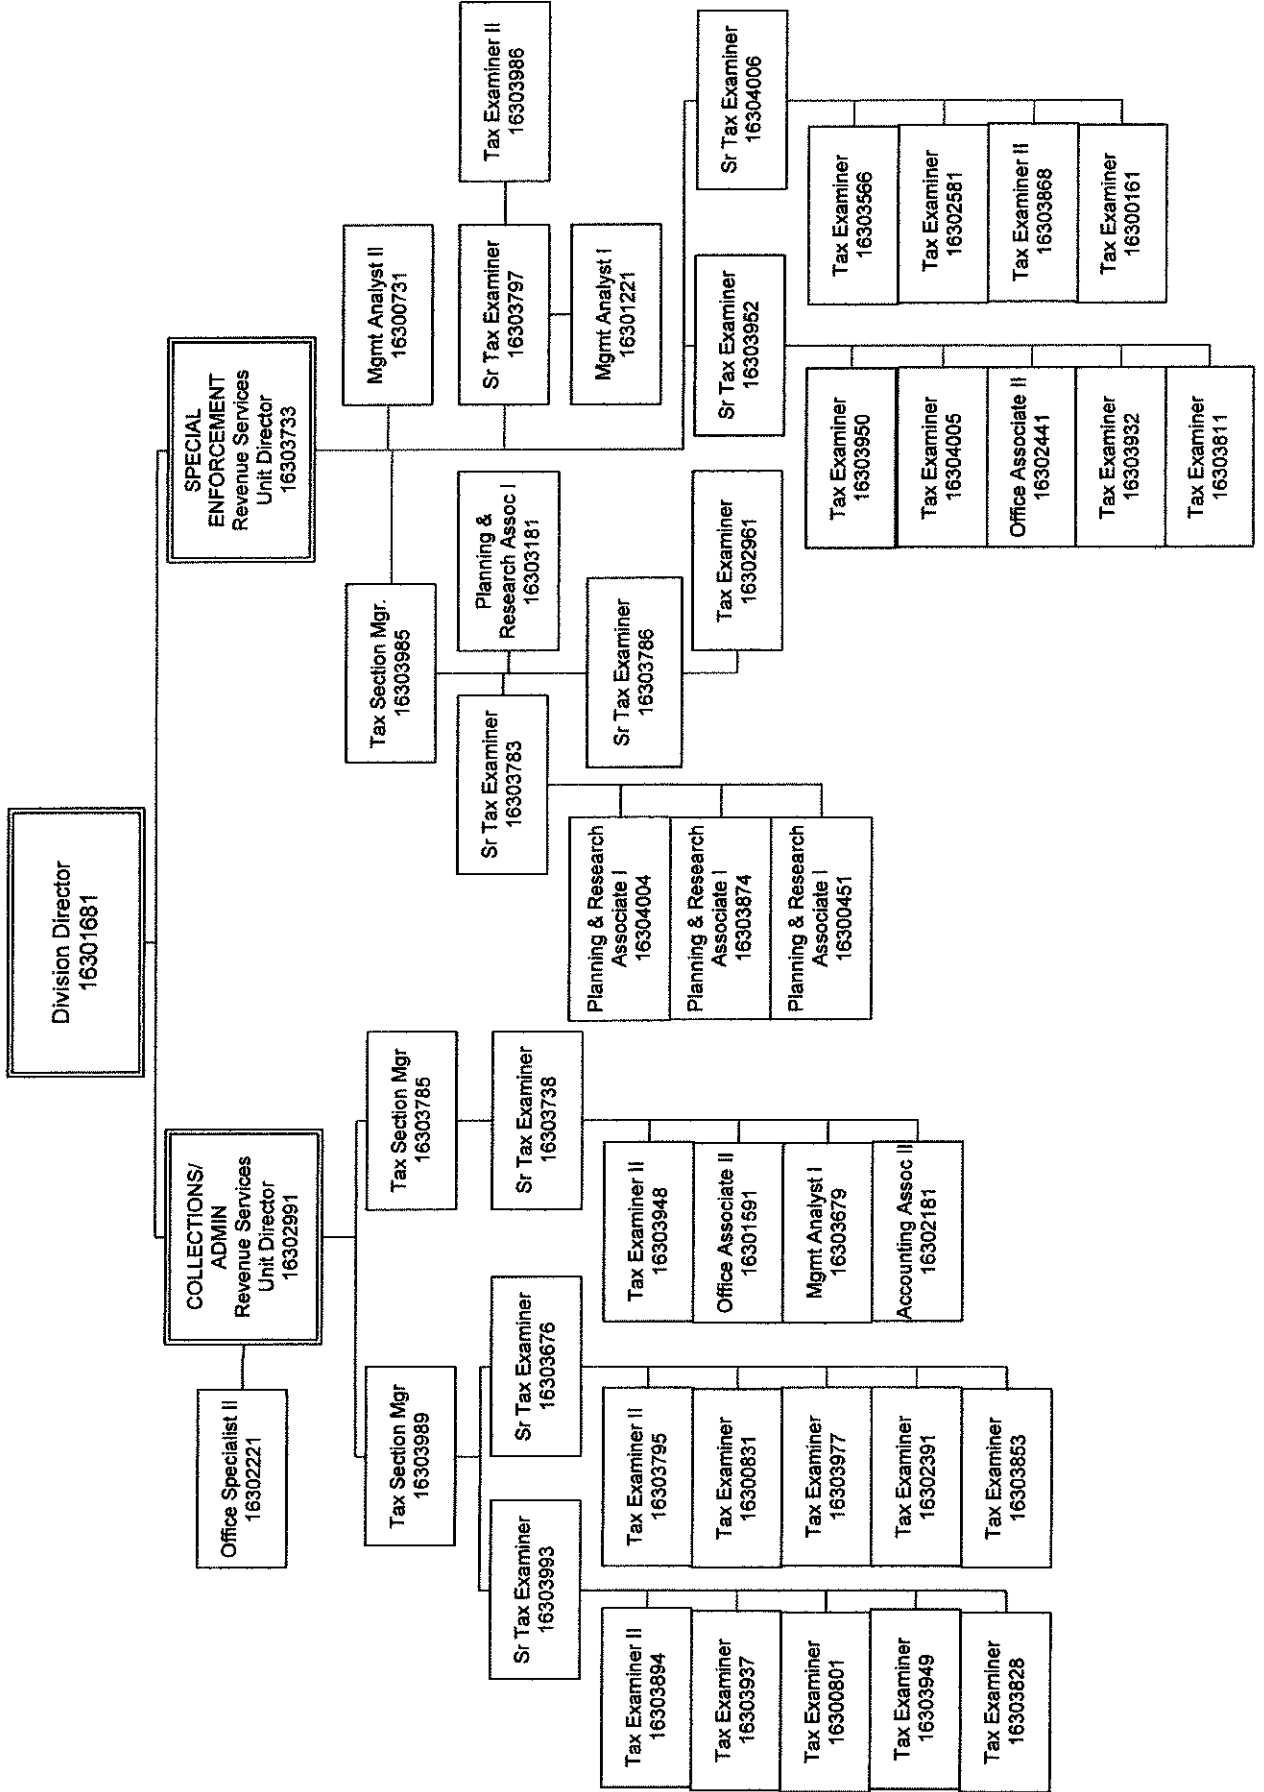 Division Director
16301681
COLLECTIONS/
ADMIN
Revenue Services
Unit Director
16302991
SPECIAL
ENFORCEMENT
Revenue Services
Unit Director
16303733
Office Specialist II
16302221
Tax Section Mgr
16303989
Tax Section Mgr
16303785
Tax Section Mgr.
16303985
Mgmt Analyst II
16300731
Sr Tax Examiner
16303993
Sr Tax Examiner
16303676
Sr Tax Examiner
16303738
Sr Tax Examiner
16303783
Planning &
Research Assoc I
16303181
Sr Tax Examiner
16303797
Tax Examiner II
16303986
Tax Examiner II
16303894
Tax Examiner
16303937
Tax Examiner
16300801
Tax Examiner
16303949
Tax Examiner
16303828
Tax Examiner II
16303795
Tax Examiner
16300831
Tax Examiner
16303977
Tax Examiner
16302391
Tax Examiner
16303853
Tax Examiner II
16303948
Office Associate II
16301591
Mgmt Analyst I
16303679
Accounting Assoc II
16302181
Planning & Research
Associate I
16304004
Planning & Research
Associate I
16303874
Planning & Research
Associate I
16300451
Sr Tax Examiner
16303786
Tax Examiner
16302961
Mgmt Analyst I
16301221
Sr Tax Examiner
16303952
Sr Tax Examiner
16304006
Tax Examiner
16303950
Tax Examiner
16304005
Office Associate II
16302441
Tax Examiner
16303932
Tax Examiner
16303811
Tax Examiner
16303566
Tax Examiner
16302581
Tax Examiner II
16303868
Tax Examiner
16300161